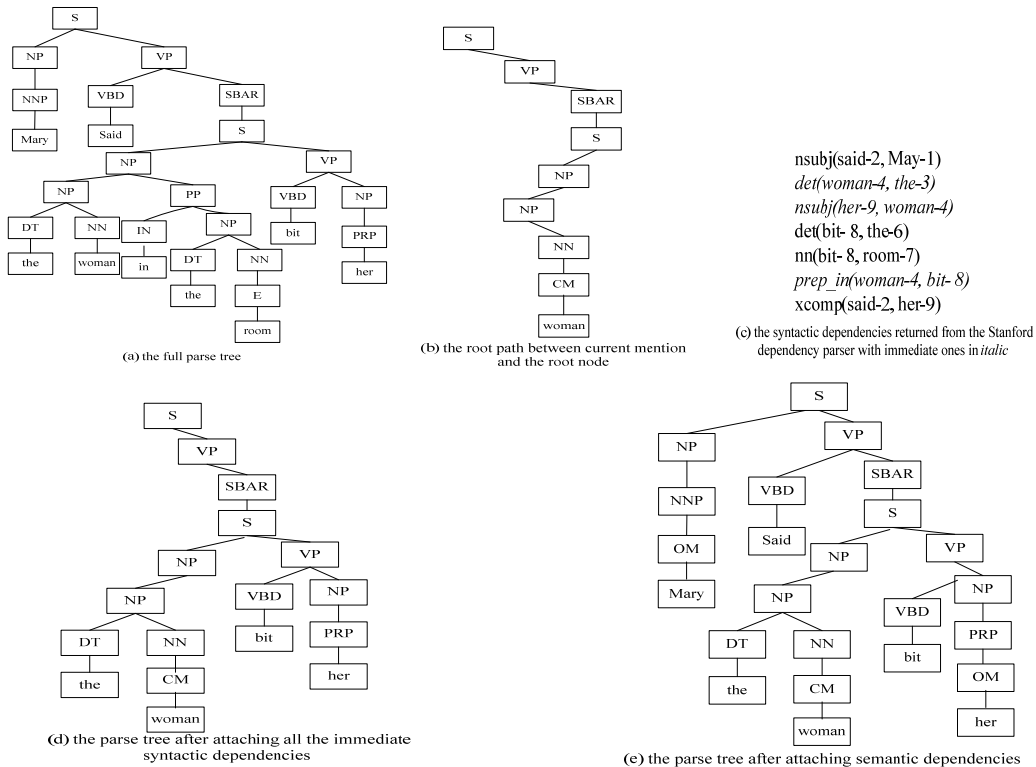 S
NP VP
NNP VBD SBAR
Mary Said S
NP VP
NP PP VBD NP
DT NN IN NP bit PRP
the woman in DT NN her
the E
room
(a) the full parse tree
S
VP
SBAR
S
NP
NP
NN
CM
woman
(b) the root path between current mention
and the root node
nsubj(said-2, May-1)
det(woman-4, the-3)
nsubj(her-9, woman-4)
det(bit- 8, the-6)
nn(bit- 8, room-7)
prep_in(woman-4, bit- 8)
xcomp(said-2, her-9)
(c) the syntactic dependencies returned from the Stanford
dependency parser with immediate ones in italic
S
VP
SBAR
S
NP VP
NP VBD NP
DT NN bit PRP
the CM her
woman
(d) the parse tree after attaching all the immediate
syntactic dependencies
S
NP VP
NNP VBD SBAR
OM Said S
Mary NP VP
NP VBD NP
DT NN bit PRP
the CM OM
woman her
(e) the parse tree after attaching semantic dependencies